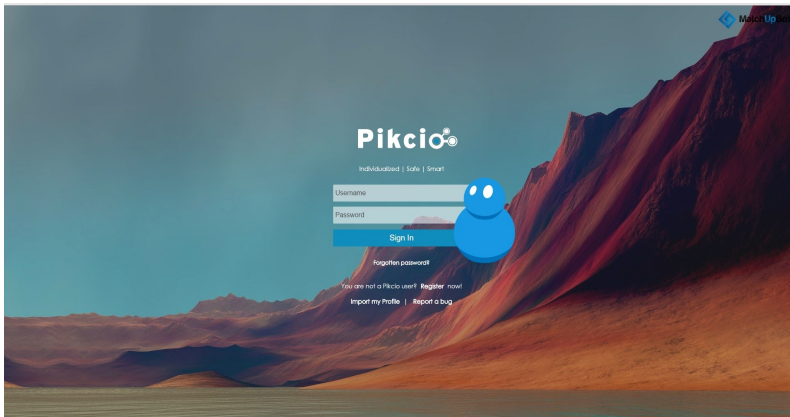 Pikcio
Individualized | Safe | Smart
Username
Password
Sign In
Forgotten password?
You are not a Pikcio user? Register now!
Import my Profile | Report a bug